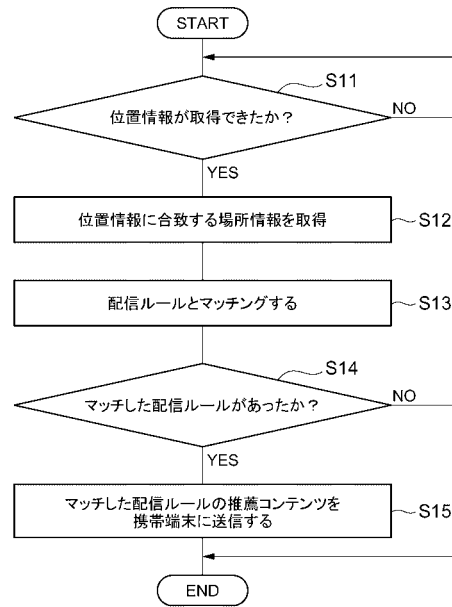 START
S11
位置情報が取得できたか？
NO
YES
位置情報に合致する場所情報を取得
S12
配信ルールとマッチングする
S13
S14
マッチした配信ルールがあったか？
NO
YES
マッチした配信ルールの推薦コンテンツを
携帯端末に送信する
S15
END